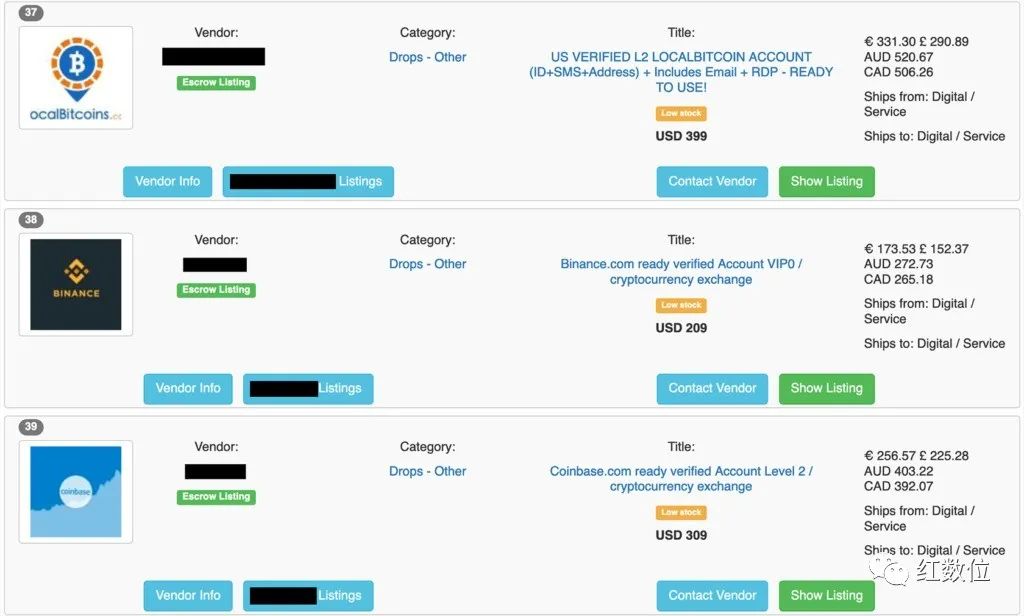 37
ocalBitcoins.cc
Vendor:
Escrow Listing
Category:
Drops - Other
Title:
US VERIFIED L2 LOCALBITCOIN ACCOUNT
(ID+SMS+Address) + Includes Email + RDP - READY
TO USE!
Low stock
USD 399
€ 331.30 £ 290.89
AUD 520.67
CAD 506.26
Ships from: Digital /
Service
Ships to: Digital / Service
Vendor Info
Listings
Contact Vendor
Show Listing
38
BINANCE
Vendor:
Escrow Listing
Category:
Drops - Other
Title:
Binance.com ready verified Account VIP0 /
cryptocurrency exchange
Low stock
USD 209
€ 173.53 £ 152.37
AUD 272.73
CAD 265.18
Ships from: Digital /
Service
Ships to: Digital / Service
Vendor Info
Listings
Contact Vendor
Show Listing
39
coinbase
Vendor:
Escrow Listing
Category:
Drops - Other
Title:
Coinbase.com ready verified Account Level 2 /
cryptocurrency exchange
Low stock
USD 309
€ 256.57 £ 225.28
AUD 403.22
CAD 392.07
Ships from: Digital /
Service
Ships to: Digital / Service
红数位
Vendor Info
Listings
Contact Vendor
Show Listing